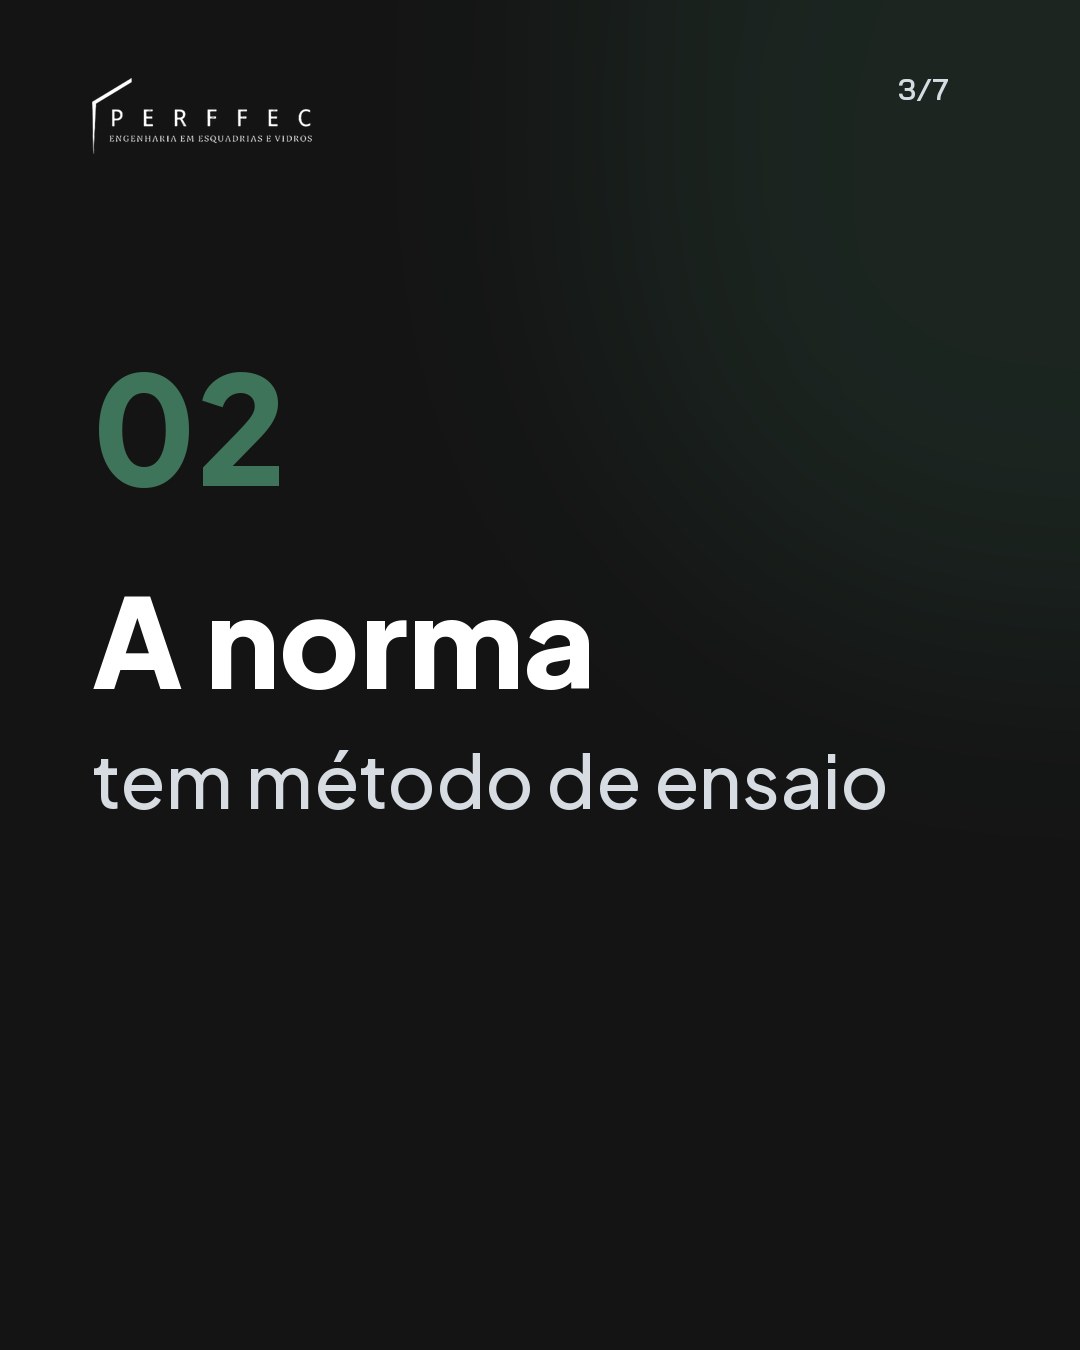 PERFFEC
ENGENHARIA EM ESQUADRIAS E VIDROS
3/7
02
A norma
tem método de ensaio